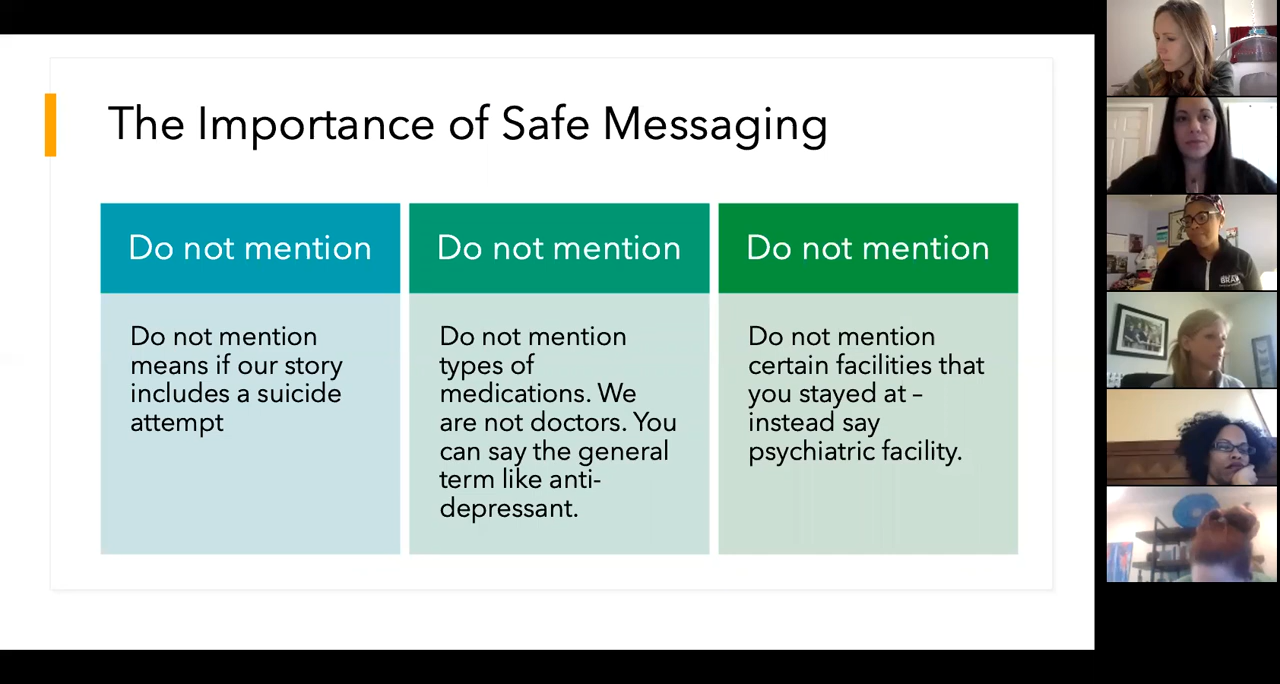 The Importance of Safe Messaging
Do not mention
Do not mention
means if our story
includes a suicide
attempt
Do not mention
Do not mention
types of
medications. We
are not doctors. You
can say the general
term like anti-
depressant.
Do not mention
Do not mention
certain facilities that
you stayed at –
instead say
psychiatric facility.